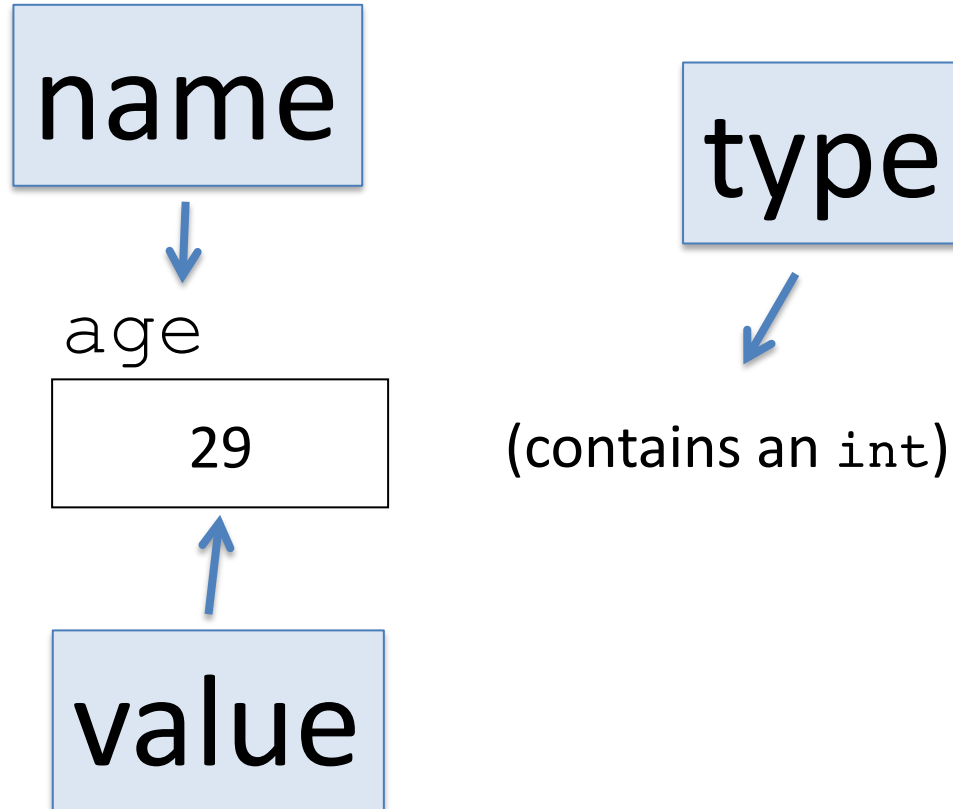 name
type
age
29
(contains an int)
value